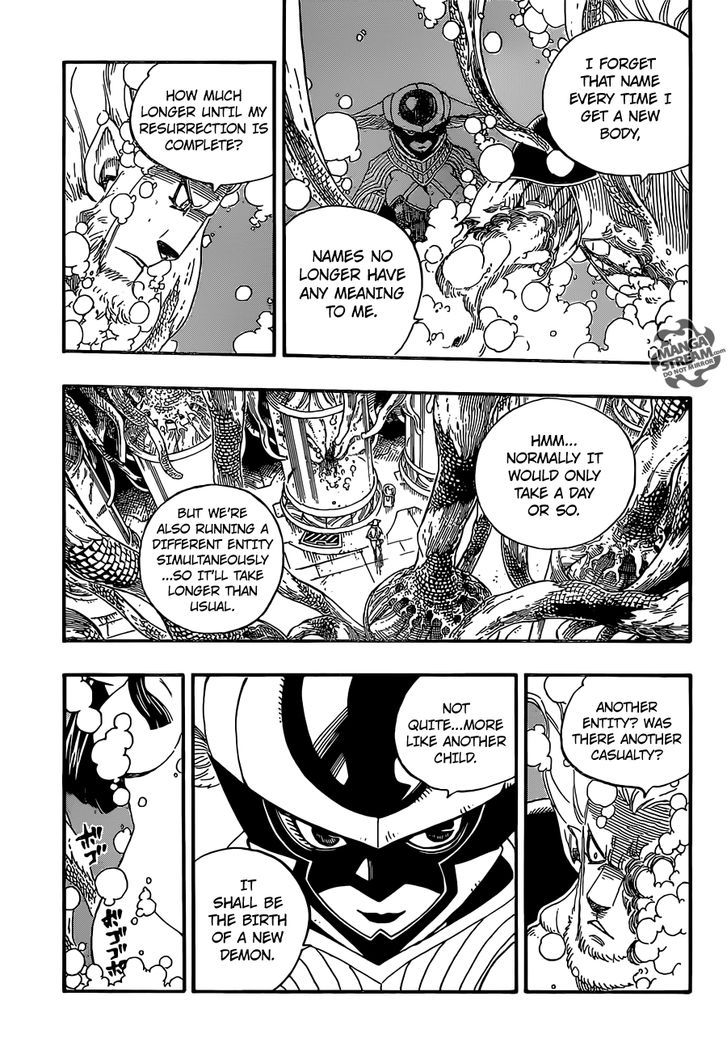 I FORGET
THAT NAME
EVERY TIME I
GET A NEW
BODY,
NAMES NO
LONGER HAVE
ANY MEANING
TO ME.
HOW MUCH
LONGER UNTIL MY
RESURRECTION IS
COMPLETE?
MANGA
STREAM.com
DO NOT MIRROR
HMM...
NORMALLY IT
WOULD ONLY
TAKE A DAY
OR SO.
BUT WE'RE
ALSO RUNNING A
DIFFERENT ENTITY
SIMULTANEOUSLY
...SO IT'LL TAKE
LONGER THAN
USUAL.
ANOTHER
ENTITY? WAS
THERE ANOTHER
CASUALTY?
NOT
QUITE...MORE
LIKE ANOTHER
CHILD.
IT
SHALL BE
THE BIRTH
OF A NEW
DEMON.